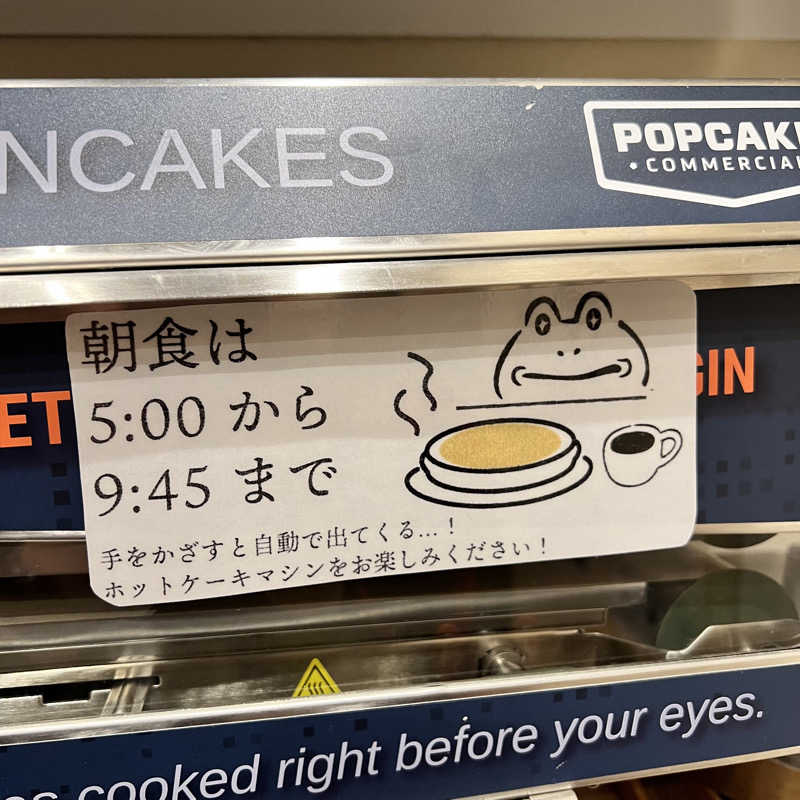 NCAKES
POPCAK
• COMMERCIAL
朝食は
5:00 から
9:45 まで
手をかざすと自動で出てくる…！
ホットケーキマシンをお楽しみください！
ET
GIN
cooked right before your eyes.